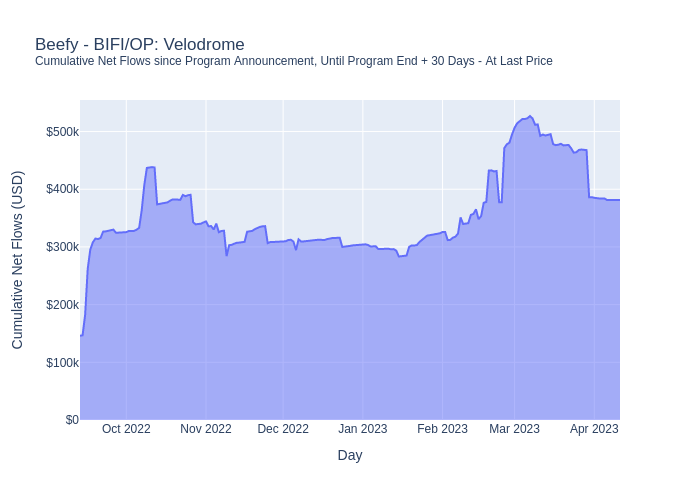 Beefy - BIFI/OP: Velodrome
Cumulative Net Flows since Program Announcement, Until Program End + 30 Days - At Last Price
Cumulative Net Flows (USD)
$500k
$400k
$300k
$200k
$100k
$0
Oct 2022
Nov 2022
Dec 2022
Jan 2023
Feb 2023
Mar 2023
Apr 2023
Day